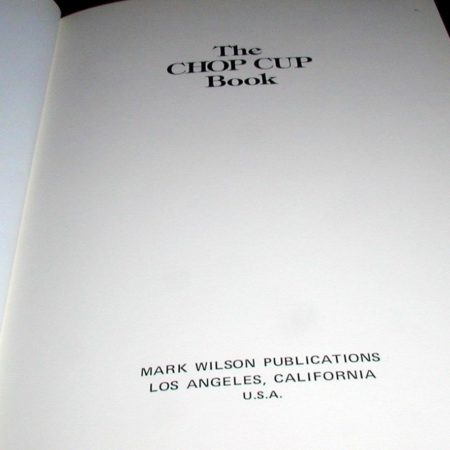 The
CHOP CUP
Book
MARK WILSON PUBLICATIONS
LOS ANGELES, CALIFORNIA
U.S.A.